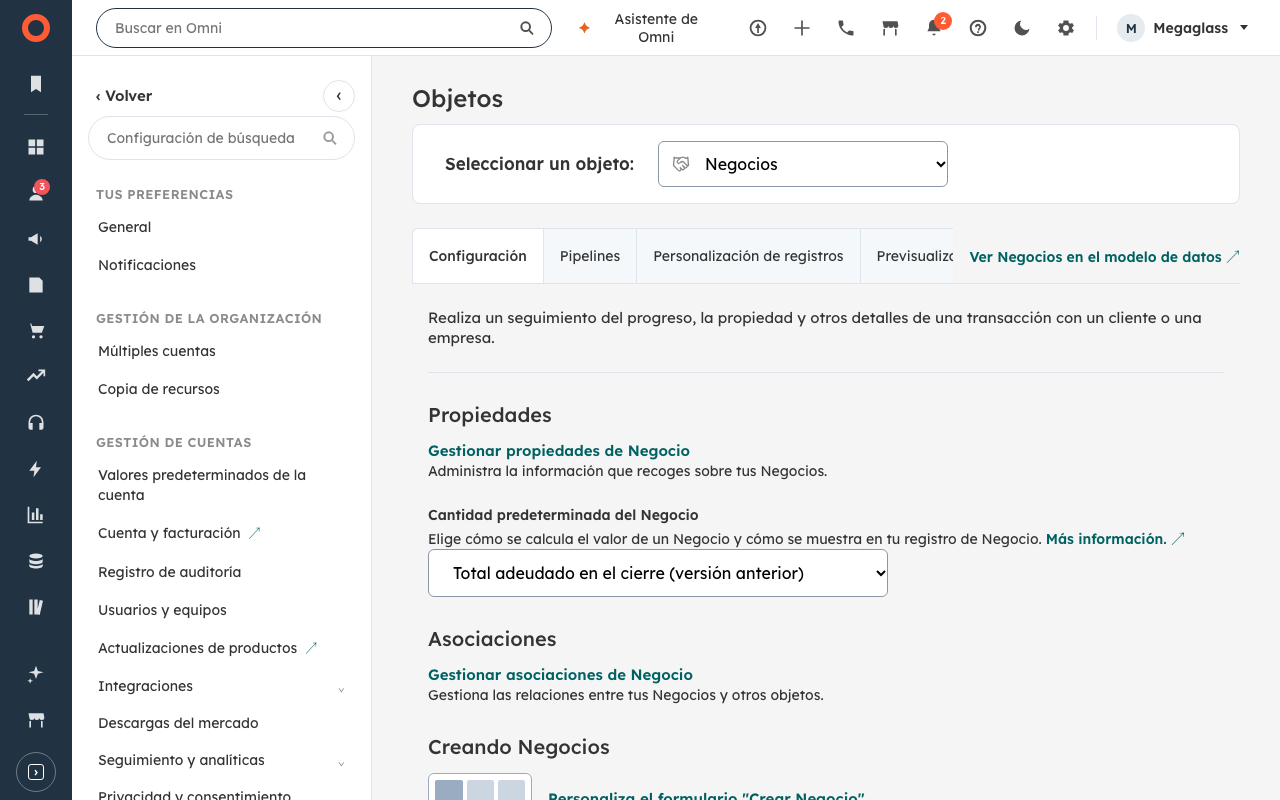 Buscar en Omni
Asistente de
Omni
2
M
Megaglass
3
‹ Volver
‹
Configuración de búsqueda
TUS PREFERENCIAS
General
Notificaciones
GESTIÓN DE LA ORGANIZACIÓN
Múltiples cuentas
Copia de recursos
GESTIÓN DE CUENTAS
Valores predeterminados de la
cuenta
Cuenta y facturación
Registro de auditoría
Usuarios y equipos
Actualizaciones de productos
Integraciones
Descargas del mercado
Seguimiento y analíticas
Privacidad y consentimiento
Objetos
Seleccionar un objeto:
Negocios
Configuración
Pipelines
Personalización de registros
Previsualiza
Ver Negocios en el modelo de datos
Realiza un seguimiento del progreso, la propiedad y otros detalles de una transacción con un cliente o una
empresa.
Propiedades
Gestionar propiedades de Negocio
Administra la información que recoges sobre tus Negocios.
Cantidad predeterminada del Negocio
Elige cómo se calcula el valor de un Negocio y cómo se muestra en tu registro de Negocio. Más información.
Total adeudado en el cierre (versión anterior)
Asociaciones
Gestionar asociaciones de Negocio
Gestiona las relaciones entre tus Negocios y otros objetos.
Creando Negocios
Personaliza el formulario "Crear Negocio"